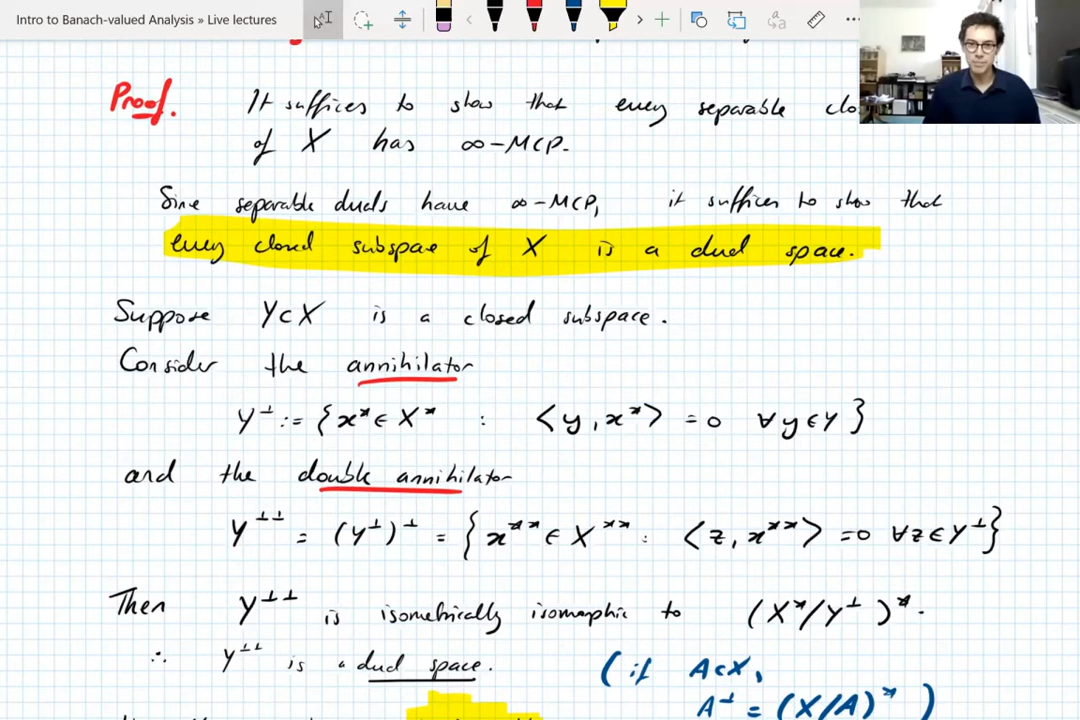 Intro to Banach-valued Analysis » Live lectures
Proof. It suffices to show that every separable clo
of X has ∞-MCP.
Sine separable duals have ∞-MCP, it suffices to show that
every closed subspae of X is a dual space.
Suppose Y⊂X is a closed subspace.
Consider the annihilator
Y^⊥ := {x* ∈ X* : <y, x*> = 0 ∀y∈Y}
and the double annihilator
Y^⊥⊥ = (Y^⊥)^⊥ = {x** ∈ X** : <z, x**> = 0 ∀z∈Y^⊥}
Then Y^⊥⊥ is isometrically isomorphic to (X*/Y^⊥)*.
∴ Y^⊥⊥ is a dual space. (if A⊂X,
A^⊥ = (X/A)*)